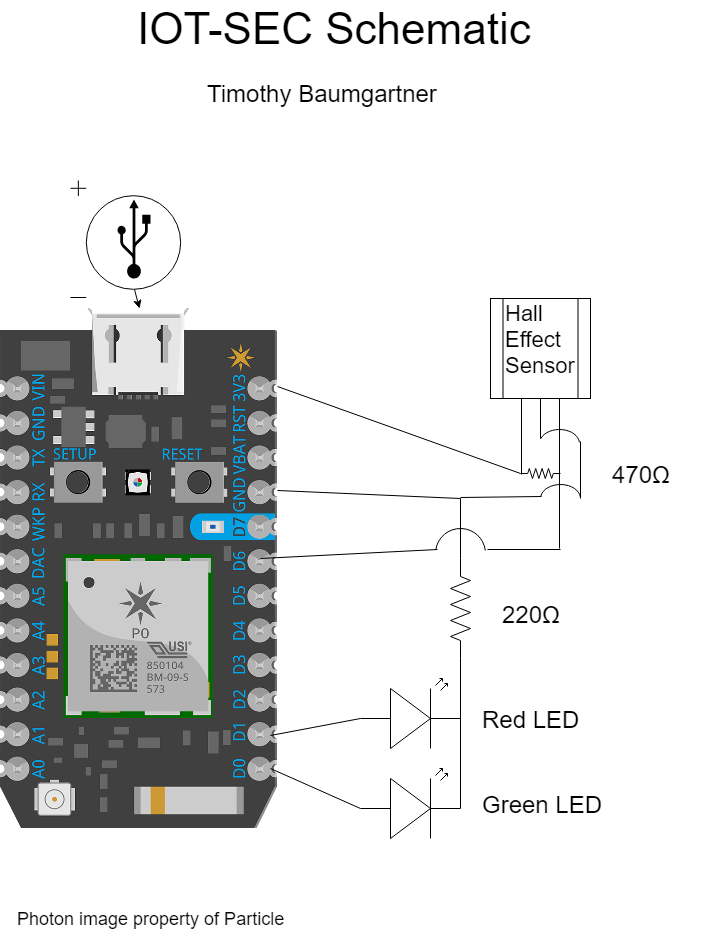 IOT-SEC Schematic
Timothy Baumgartner
+
−
Hall
Effect
Sensor
VIN
3V3
GND
RST
TX
VBAT
SETUP
RESET
RX
GND
470Ω
WKP
D7
DAC
D6
A5
D5
A4
D4
220Ω
P0
USI®
850104
BM-09-S
573
A3
D3
A2
D2
A1
D1
Red LED
A0
D0
Green LED
Photon image property of Particle